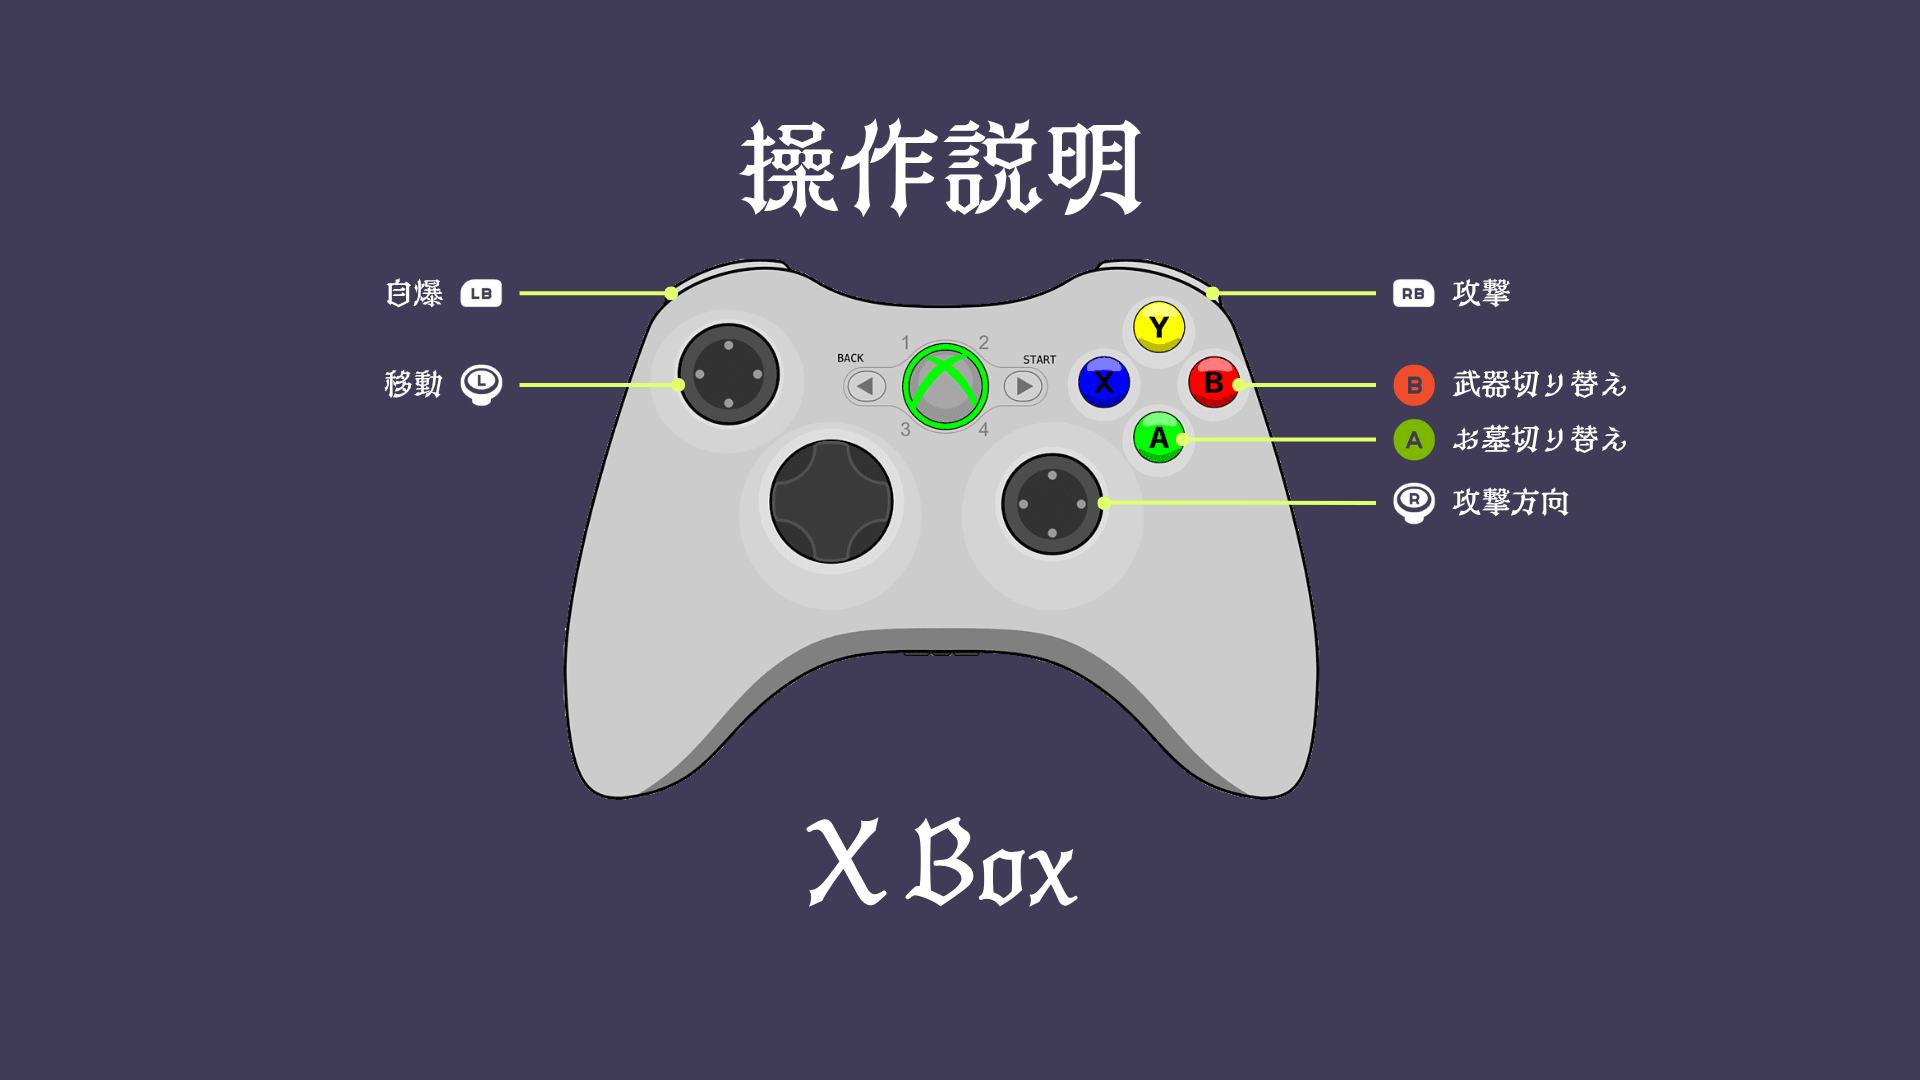 操作説明
自爆 LB
RB 攻撃
移動 L
1 2
BACK START
3 4
Y
X B
A
B 武器切り替え
A お墓切り替え
R 攻撃方向
X Box